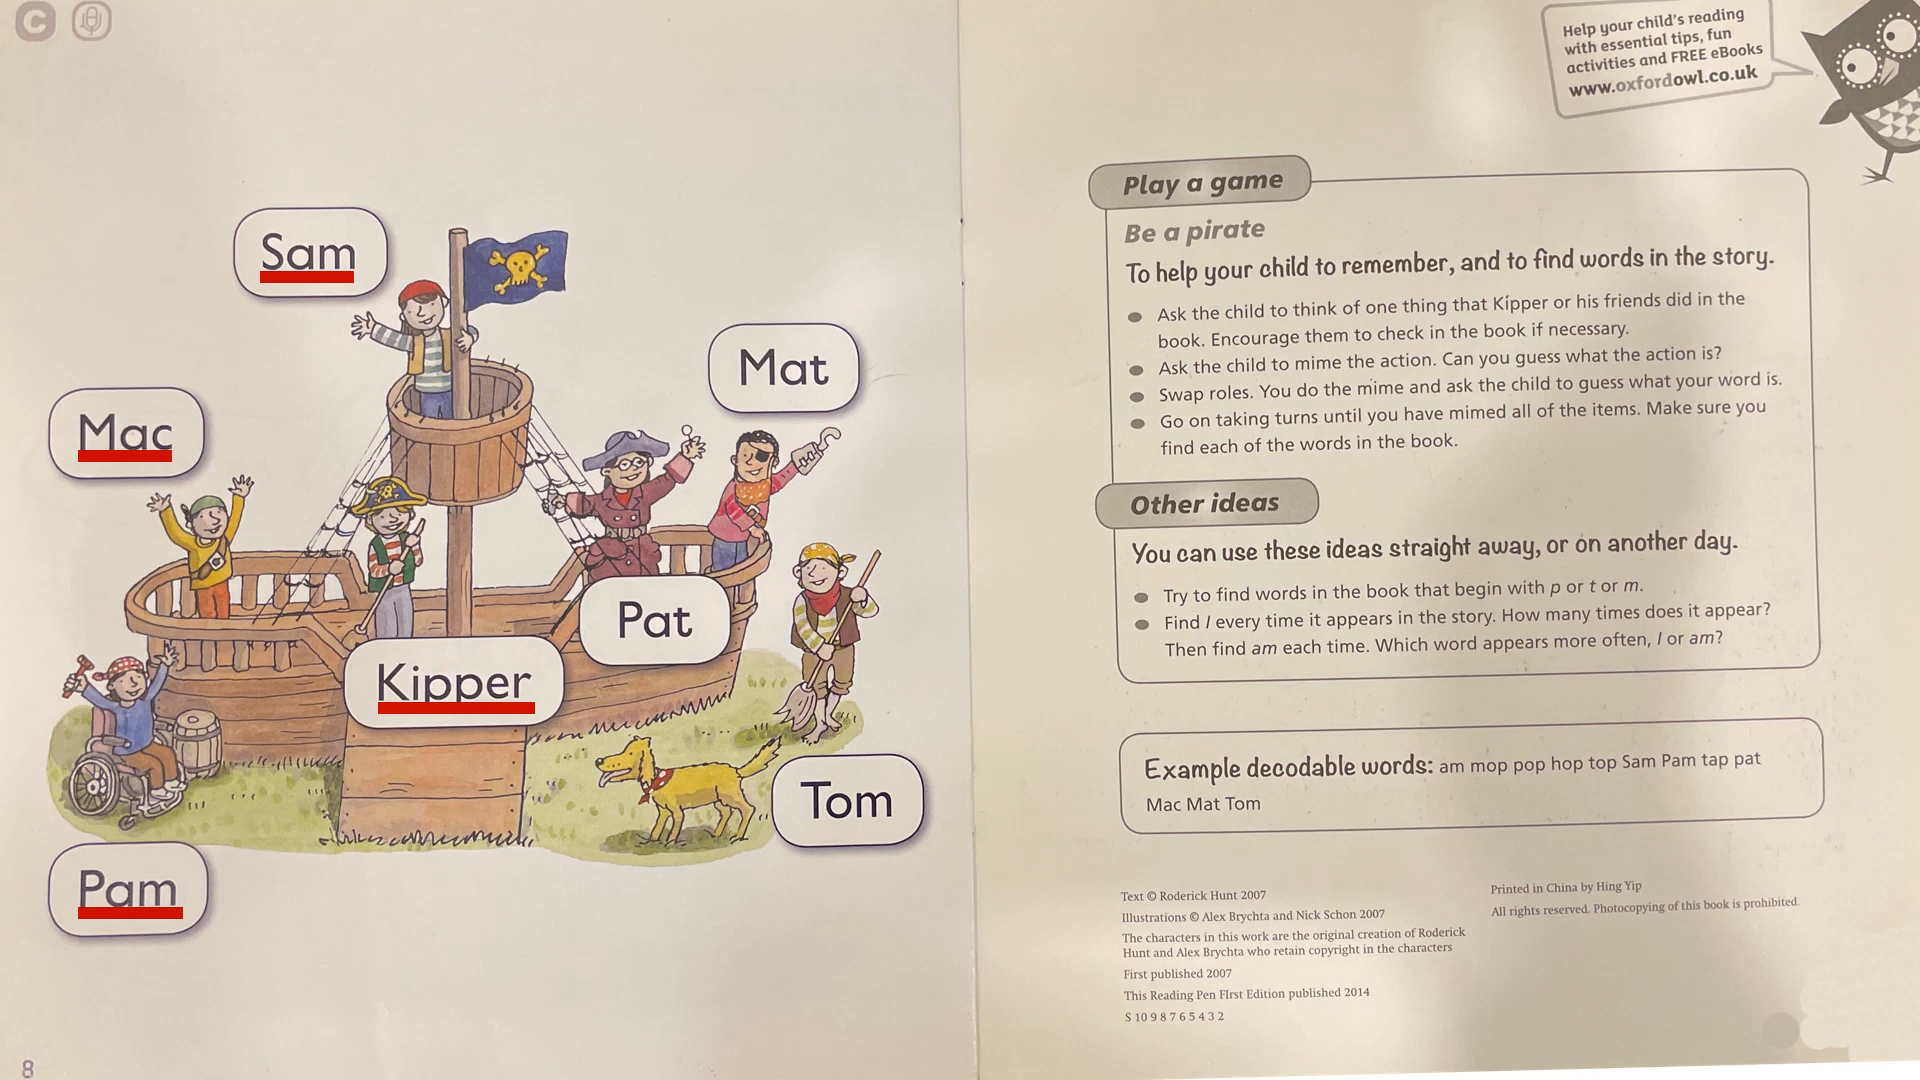 C
Sam
Mat
Mac
Pat
Kipper
Tom
Pam
8
Help your child's reading
with essential tips, fun
activities and FREE eBooks
www.oxfordowl.co.uk
Play a game
Be a pirate
To help your child to remember, and to find words in the story.
Ask the child to think of one thing that Kipper or his friends did in the
book. Encourage them to check in the book if necessary.
Ask the child to mime the action. Can you guess what the action is?
Swap roles. You do the mime and ask the child to guess what your word is.
Go on taking turns until you have mimed all of the items. Make sure you
find each of the words in the book.
Other ideas
You can use these ideas straight away, or on another day.
Try to find words in the book that begin with p or t or m.
Find I every time it appears in the story. How many times does it appear?
Then find am each time. Which word appears more often, I or am?
Example decodable words: am mop pop hop top Sam Pam tap pat
Mac Mat Tom
Text © Roderick Hunt 2007
Illustrations © Alex Brychta and Nick Schon 2007
The characters in this work are the original creation of Roderick
Hunt and Alex Brychta who retain copyright in the characters
First published 2007
This Reading Pen FIrst Edition published 2014
S 10 9 8 7 6 5 4 3 2
Printed in China by Hing Yip
All rights reserved. Photocopying of this book is prohibited.